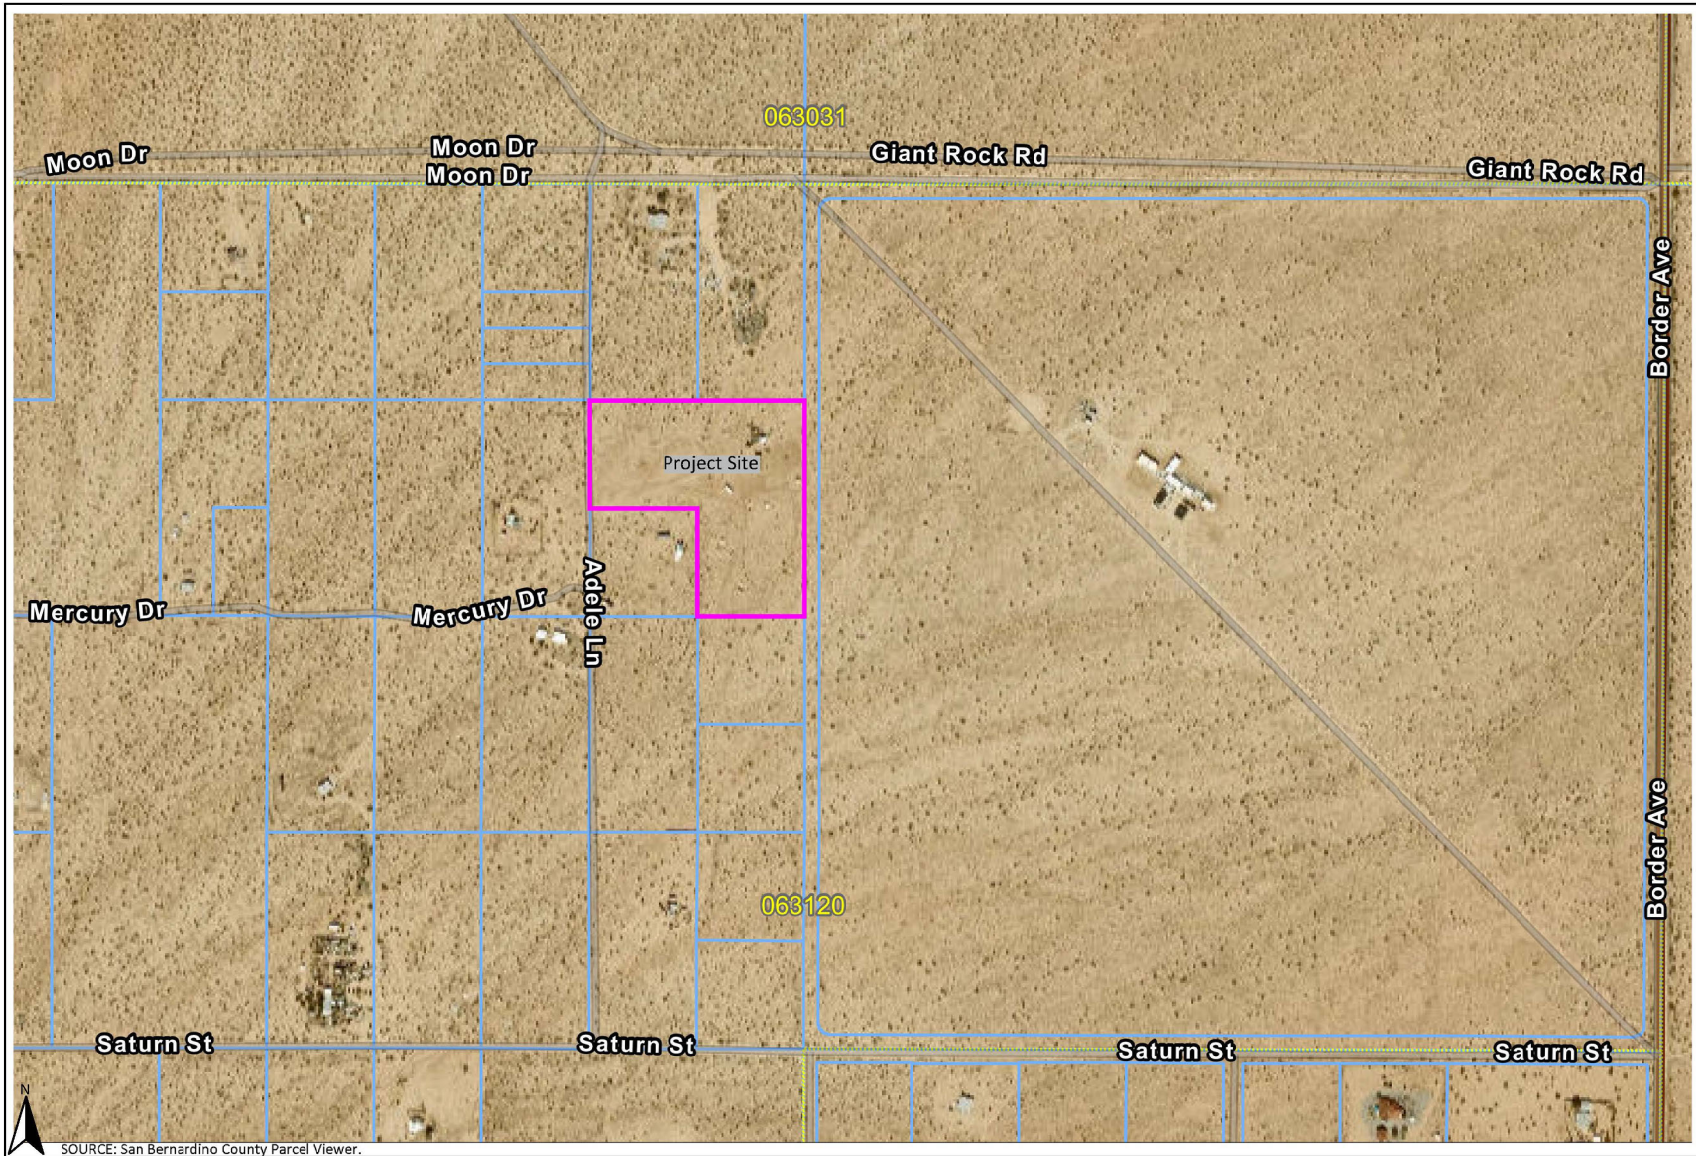 063031
Moon Dr
Moon Dr
Giant Rock Rd
Giant Rock Rd
Moon Dr
Border Ave
Project Site
Adele Ln
Mercury Dr
Mercury Dr
Border Ave
063120
Saturn St
Saturn St
Saturn St
Saturn St
N
SOURCE: San Bernardino County Parcel Viewer.